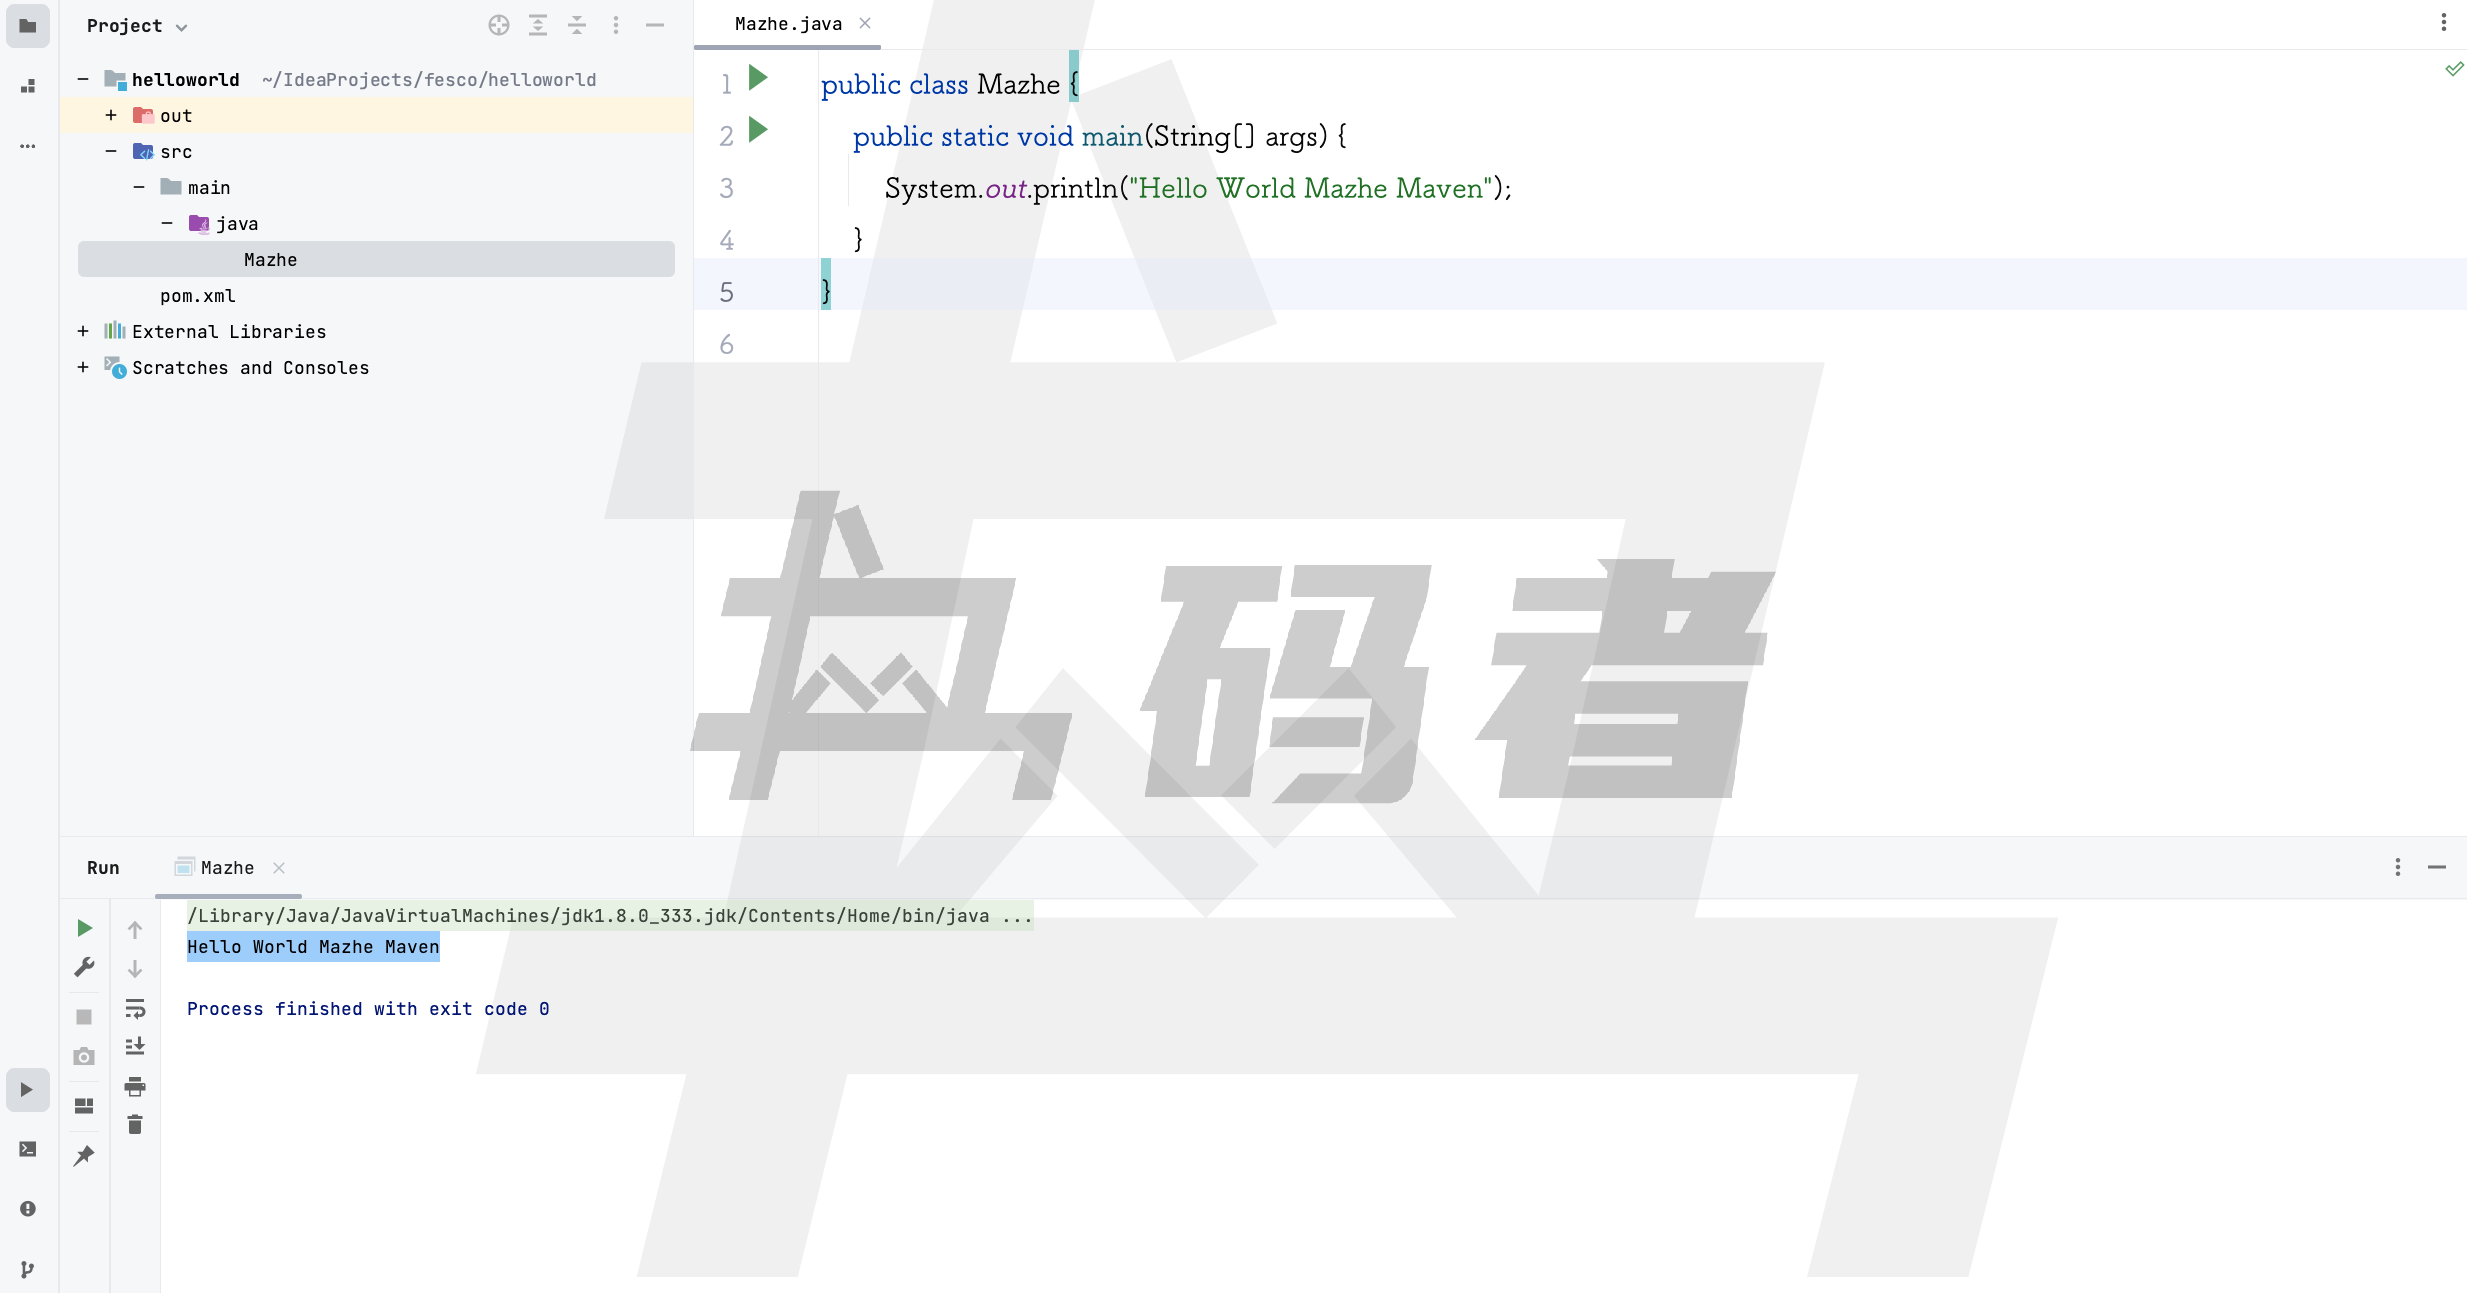 Project
helloworld ~/IdeaProjects/fesco/helloworld
out
src
main
java
Mazhe
pom.xml
External Libraries
Scratches and Consoles
Mazhe.java
1 public class Mazhe {
2 public static void main(String[] args) {
3 System.out.println("Hello World Mazhe Maven");
4 }
5 }
6
码者
Run Mazhe
/Library/Java/JavaVirtualMachines/jdk1.8.0_333.jdk/Contents/Home/bin/java ...
Hello World Mazhe Maven
Process finished with exit code 0